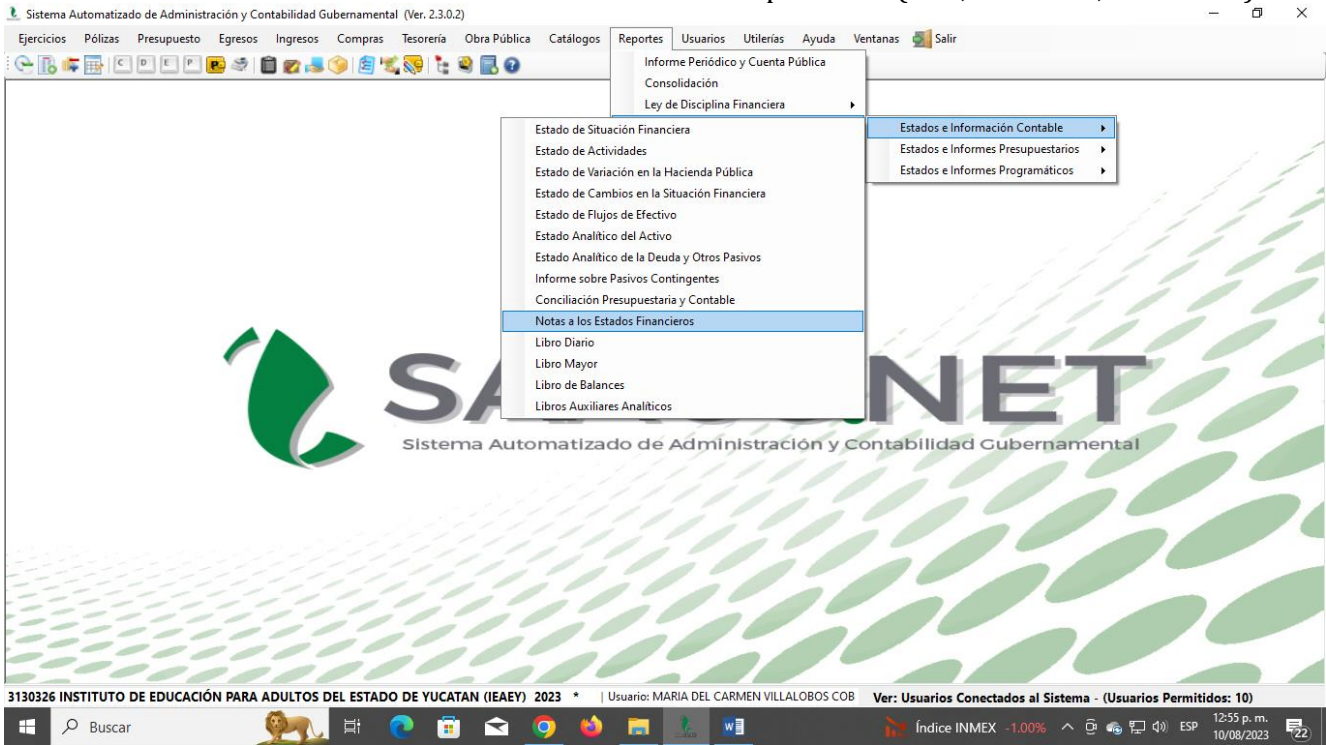 Sistema Automatizado de Administración y Contabilidad Gubernamental (Ver. 2.3.0.2)
Ejercicios Pólizas Presupuesto Egresos Ingresos Compras Tesorería Obra Pública Catálogos Reportes Usuarios Utilerías Ayuda Ventanas Salir
C D E P
Informe Periódico y Cuenta Pública
Consolidación
Ley de Disciplina Financiera
Estados e Información Contable
Estados e Informes Presupuestarios
Estados e Informes Programáticos
Estado de Situación Financiera
Estado de Actividades
Estado de Variación en la Hacienda Pública
Estado de Cambios en la Situación Financiera
Estado de Flujos de Efectivo
Estado Analítico del Activo
Estado Analítico de la Deuda y Otros Pasivos
Informe sobre Pasivos Contingentes
Conciliación Presupuestaria y Contable
Notas a los Estados Financieros
Libro Diario
Libro Mayor
Libro de Balances
Libros Auxiliares Analíticos
NET
Sistema Automatizado de Administración y Contabilidad Gubernamental
3130326 INSTITUTO DE EDUCACIÓN PARA ADULTOS DEL ESTADO DE YUCATAN (IEAEY) 2023 * | Usuario: MARIA DEL CARMEN VILLALOBOS COB Ver: Usuarios Conectados al Sistema - (Usuarios Permitidos: 10)
Buscar
Índice INMEX -1.00%
ESP
12:55 p. m.
10/08/2023
22